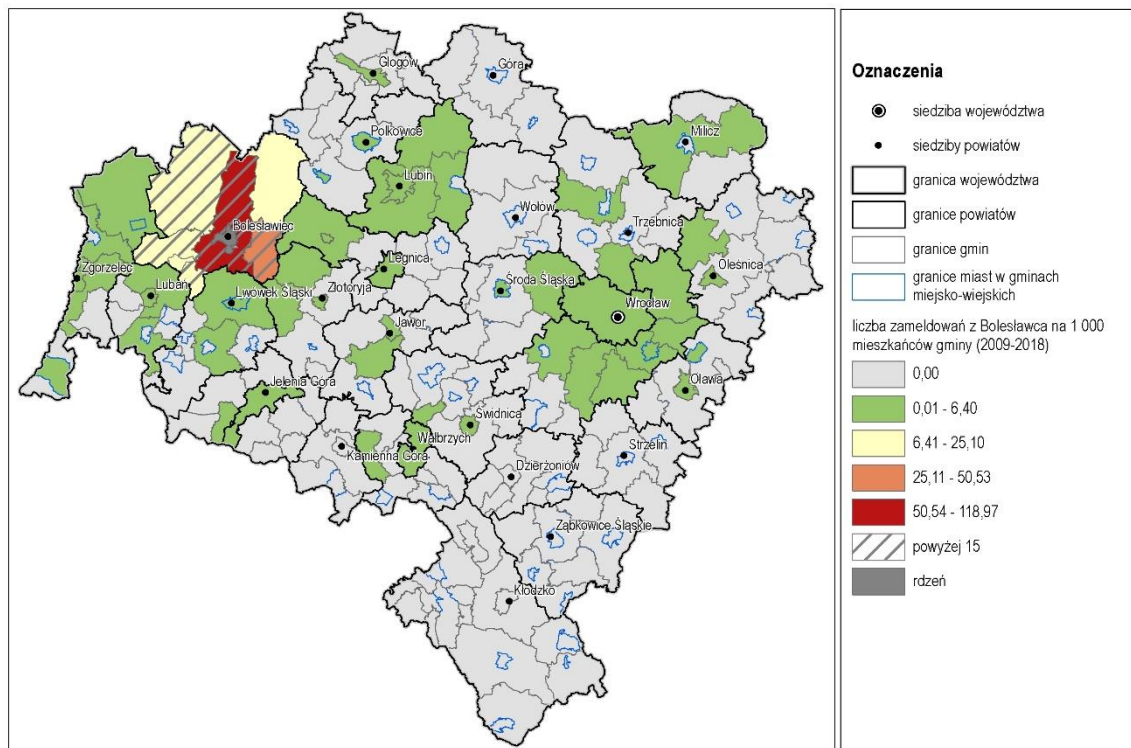 Głogów
Góra
Polkowice
Milicz
Lubin
Bolesławiec
Wołów
Trzebnica
Zgorzelec
Legnica
Oleśnica
Lubań
Lwówek Śląski
Złotoryja
Środa Śląska
Wrocław
Jawor
Jelenia Góra
Oława
Świdnica
Wałbrzych
Kamienna Góra
Strzelin
Dzierżoniów
Ząbkowice Śląskie
Kłodzko
Oznaczenia
siedziba województwa
siedziby powiatów
granica województwa
granice powiatów
granice gmin
granice miast w gminach
miejsko-wiejskich
liczba zameldowań z Bolesławca na 1 000
mieszkańców gminy (2009-2018)
0,00
0,01 - 6,40
6,41 - 25,10
25,11 - 50,53
50,54 - 118,97
powyżej 15
rdzeń